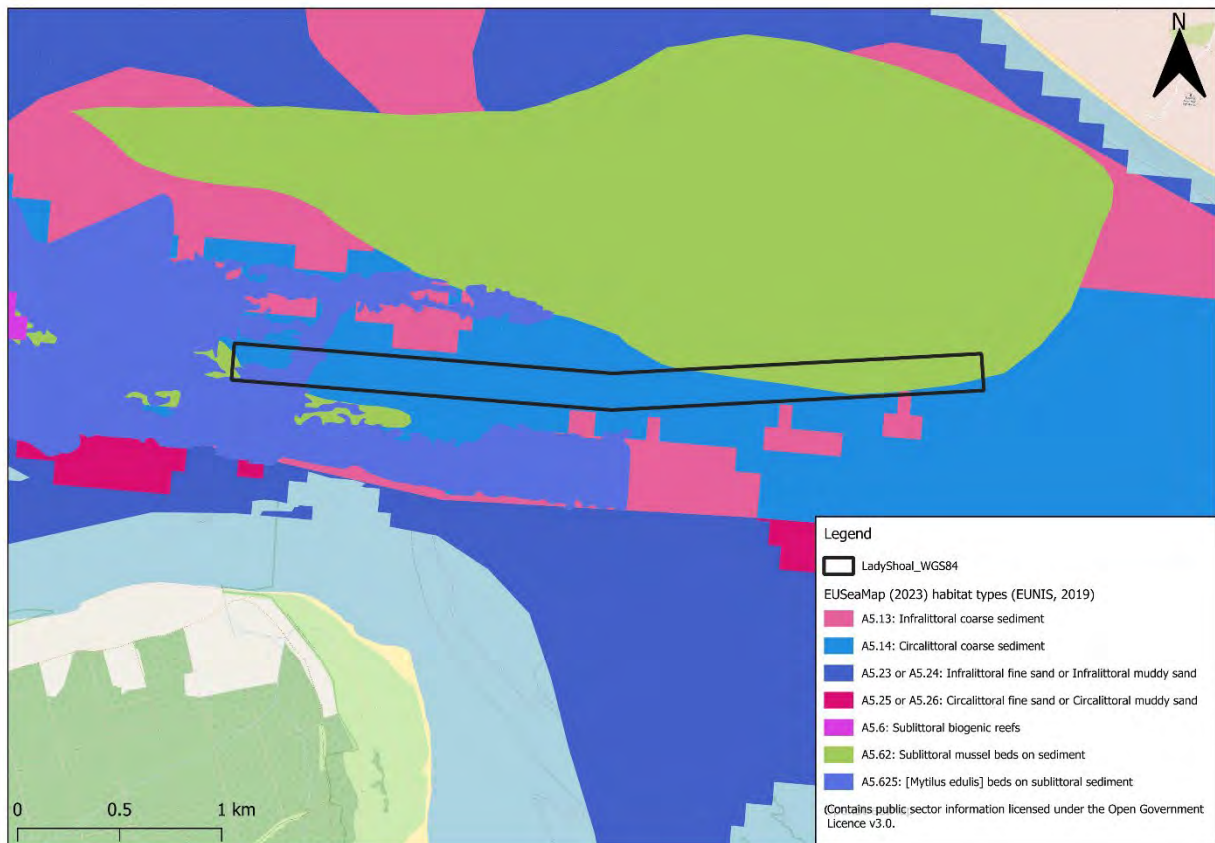 N
Legend
LadyShoal_WGS84
EUSeaMap (2023) habitat types (EUNIS, 2019)
A5.13: Infralittoral coarse sediment
A5.14: Circalittoral coarse sediment
A5.23 or A5.24: Infralittoral fine sand or Infralittoral muddy sand
A5.25 or A5.26: Circalittoral fine sand or Circalittoral muddy sand
A5.6: Sublittoral biogenic reefs
A5.62: Sublittoral mussel beds on sediment
A5.625: [Mytilus edulis] beds on sublittoral sediment
Contains public sector information licensed under the Open Government
Licence v3.0.
0 0.5 1 km